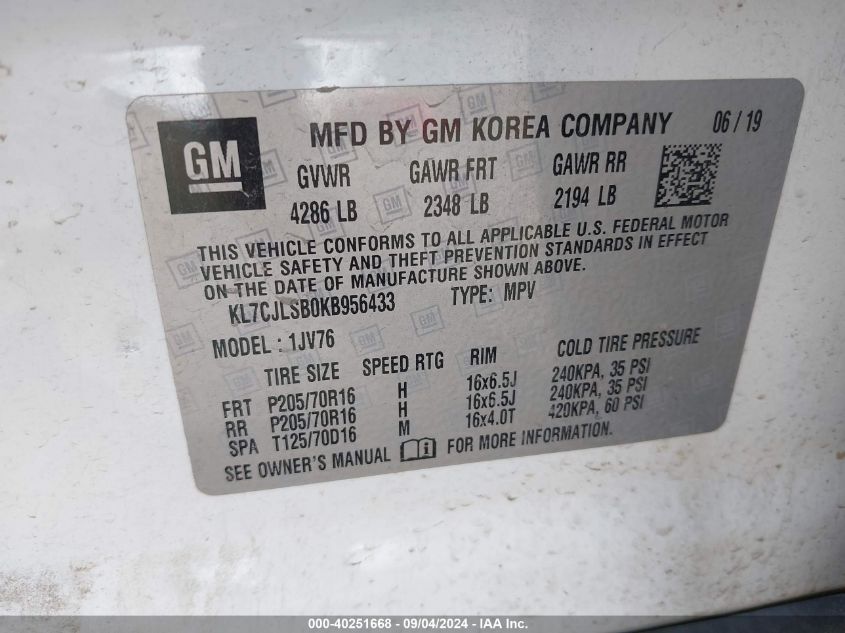 GM
MFD BY GM KOREA COMPANY 06 / 19
GVWR GAWR FRT GAWR RR
4286 LB 2348 LB 2194 LB
THIS VEHICLE CONFORMS TO ALL APPLICABLE U.S. FEDERAL MOTOR
VEHICLE SAFETY AND THEFT PREVENTION STANDARDS IN EFFECT
ON THE DATE OF MANUFACTURE SHOWN ABOVE.
KL7CJLSB0KB956433 TYPE: MPV
MODEL : 1JV76
TIRE SIZE SPEED RTG RIM COLD TIRE PRESSURE
FRT P205/70R16 H 16x6.5J 240KPA, 35 PSI
RR P205/70R16 H 16x6.5J 240KPA, 35 PSI
SPA T125/70D16 M 16x4.0T 420KPA, 60 PSI
SEE OWNER'S MANUAL FOR MORE INFORMATION.
000-40251668 - 09/04/2024 - IAA Inc.